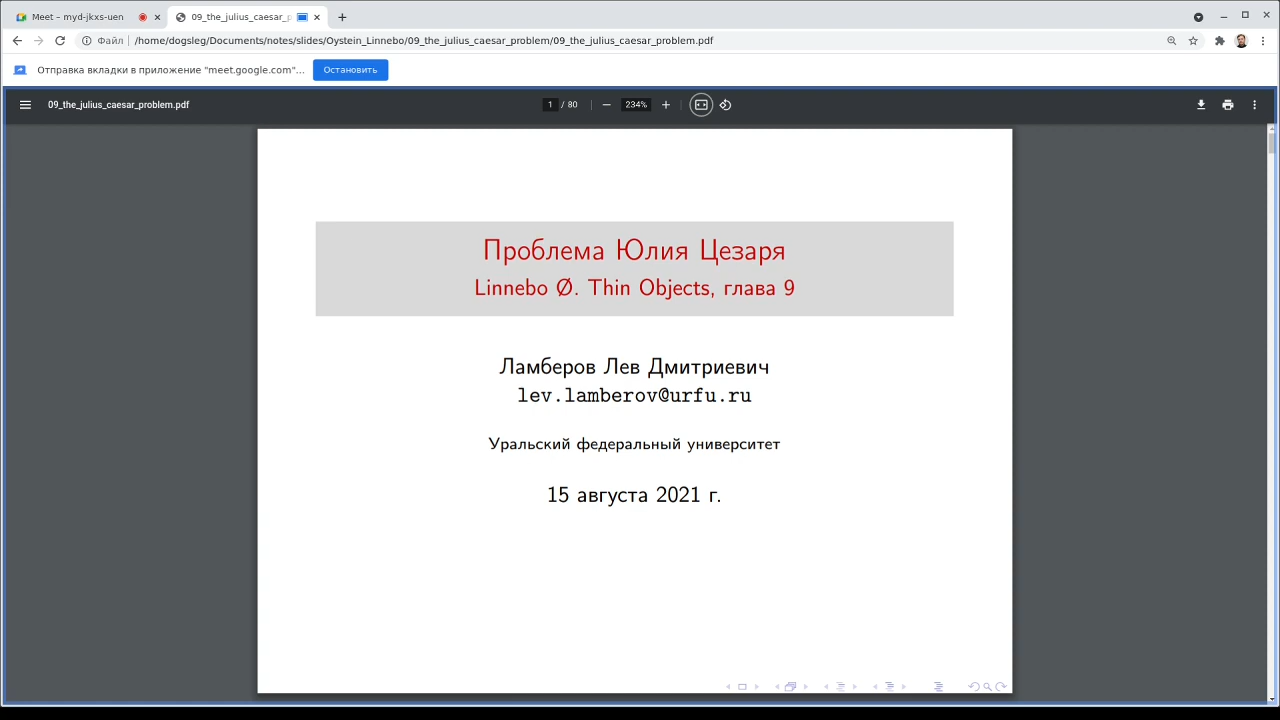 Meet – myd-jkxs-uen
09_the_julius_caesar_p
Файл
/home/dogsleg/Documents/notes/slides/Oystein_Linnebo/09_the_julius_caesar_problem/09_the_julius_caesar_problem.pdf
Отправка вкладки в приложение "meet.google.com"…
Остановить
09_the_julius_caesar_problem.pdf
1 / 80
234%
Проблема Юлия Цезаря
Linnebo Ø. Thin Objects, глава 9
Ламберов Лев Дмитриевич
lev.lamberov@urfu.ru
Уральский федеральный университет
15 августа 2021 г.